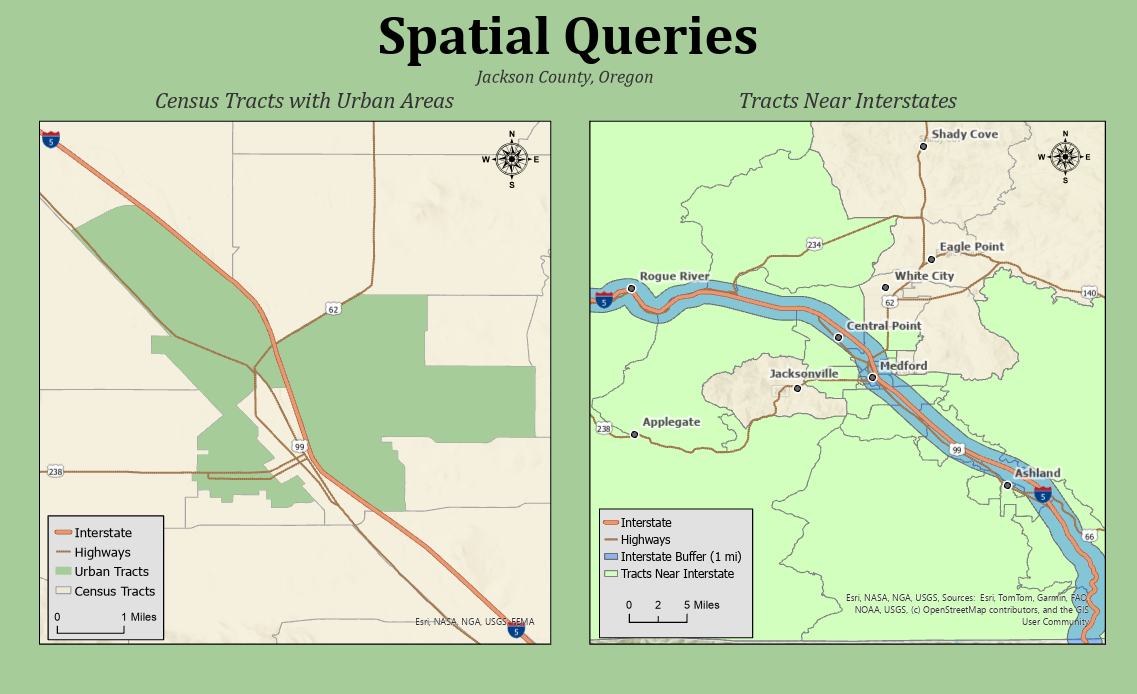 Spatial Queries
Jackson County, Oregon
Census Tracts with Urban Areas
5
N
W E
S
62
99
238
Interstate
Highways
Urban Tracts
Census Tracts
0 1 Miles
Esri, NASA, NGA, USGS, FEMA
5
Tracts Near Interstates
Shady Cove
N
W E
S
234
Eagle Point
Rogue River
White City
140
5
62
Central Point
Medford
Jacksonville
Applegate
238
99
Ashland
5
66
Interstate
Highways
Interstate Buffer (1 mi)
Tracts Near Interstate
0 2 5 Miles
Esri, NASA, NGA, USGS, Sources: Esri, TomTom, Garmin, FAO,
NOAA, USGS, (c) OpenStreetMap contributors, and the GIS
User Community